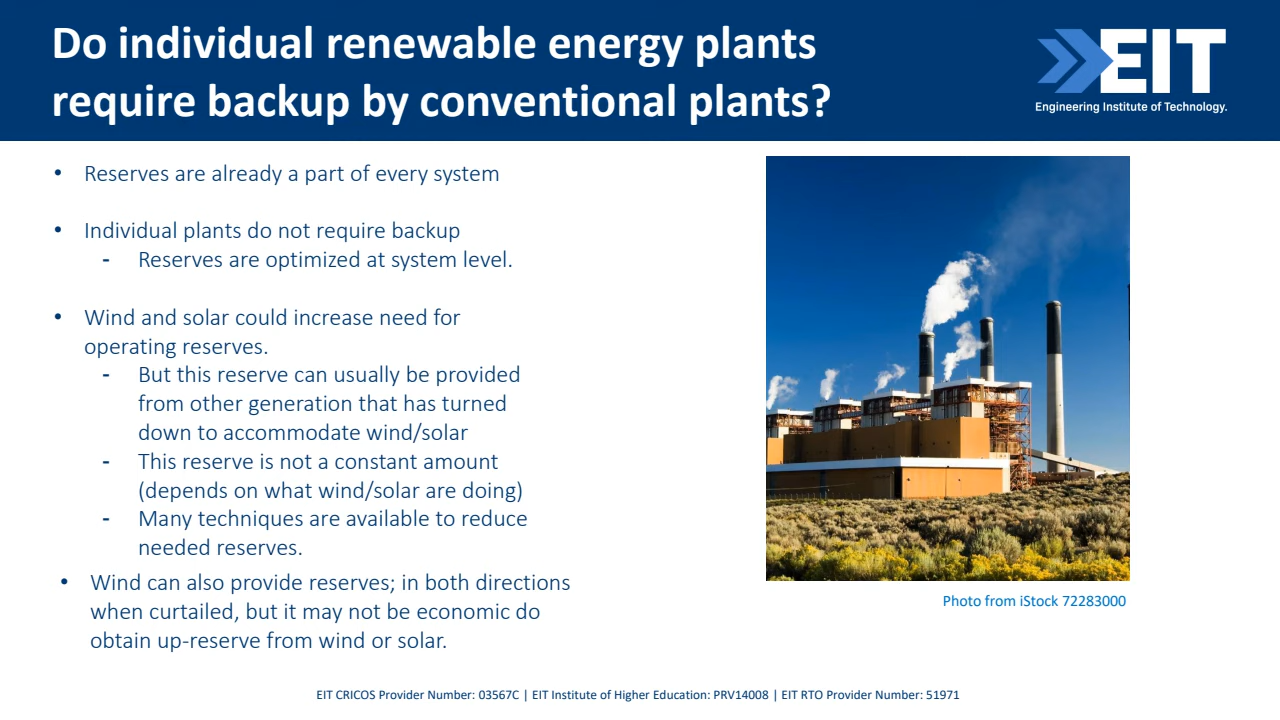 Do individual renewable energy plants
require backup by conventional plants?
EIT
Engineering Institute of Technology.
• Reserves are already a part of every system
• Individual plants do not require backup
- Reserves are optimized at system level.
• Wind and solar could increase need for
operating reserves.
- But this reserve can usually be provided
from other generation that has turned
down to accommodate wind/solar
- This reserve is not a constant amount
(depends on what wind/solar are doing)
- Many techniques are available to reduce
needed reserves.
• Wind can also provide reserves; in both directions
when curtailed, but it may not be economic do
obtain up-reserve from wind or solar.
Photo from iStock 72283000
EIT CRICOS Provider Number: 03567C | EIT Institute of Higher Education: PRV14008 | EIT RTO Provider Number: 51971